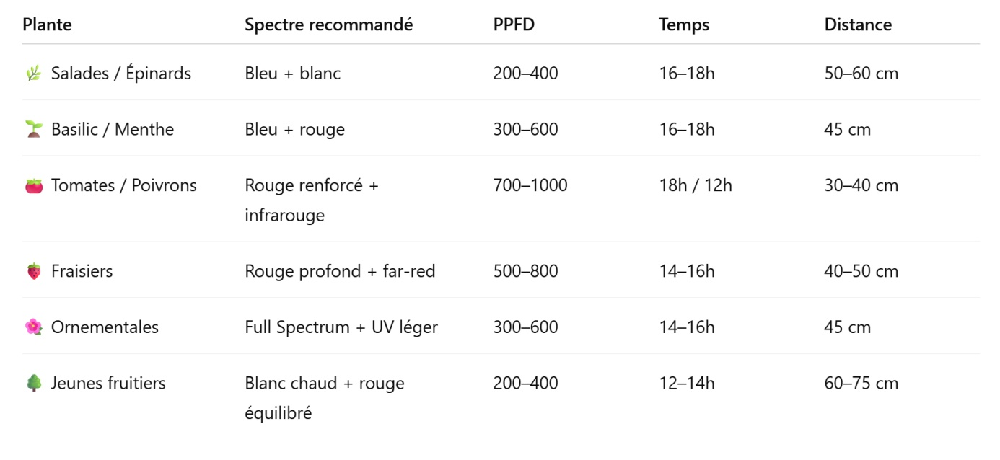 Plante Spectre recommandé PPFD Temps Distance
Salades / Épinards Bleu + blanc 200–400 16–18h 50–60 cm
Basilic / Menthe Bleu + rouge 300–600 16–18h 45 cm
Tomates / Poivrons Rouge renforcé + 700–1000 18h / 12h 30–40 cm
infrarouge
Fraisiers Rouge profond + far-red 500–800 14–16h 40–50 cm
Ornementales Full Spectrum + UV léger 300–600 14–16h 45 cm
Jeunes fruitiers Blanc chaud + rouge 200–400 12–14h 60–75 cm
équilibré